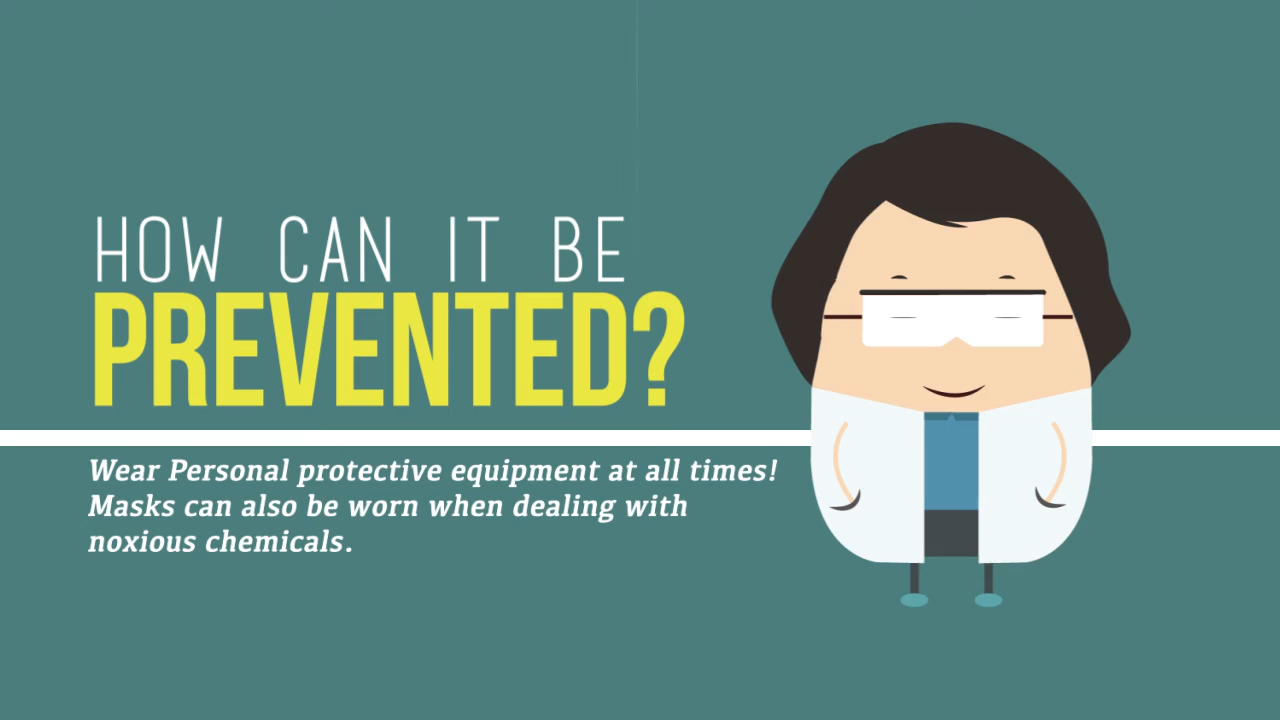 HOW CAN IT BE
PREVENTED?
Wear Personal protective equipment at all times!
Masks can also be worn when dealing with
noxious chemicals.